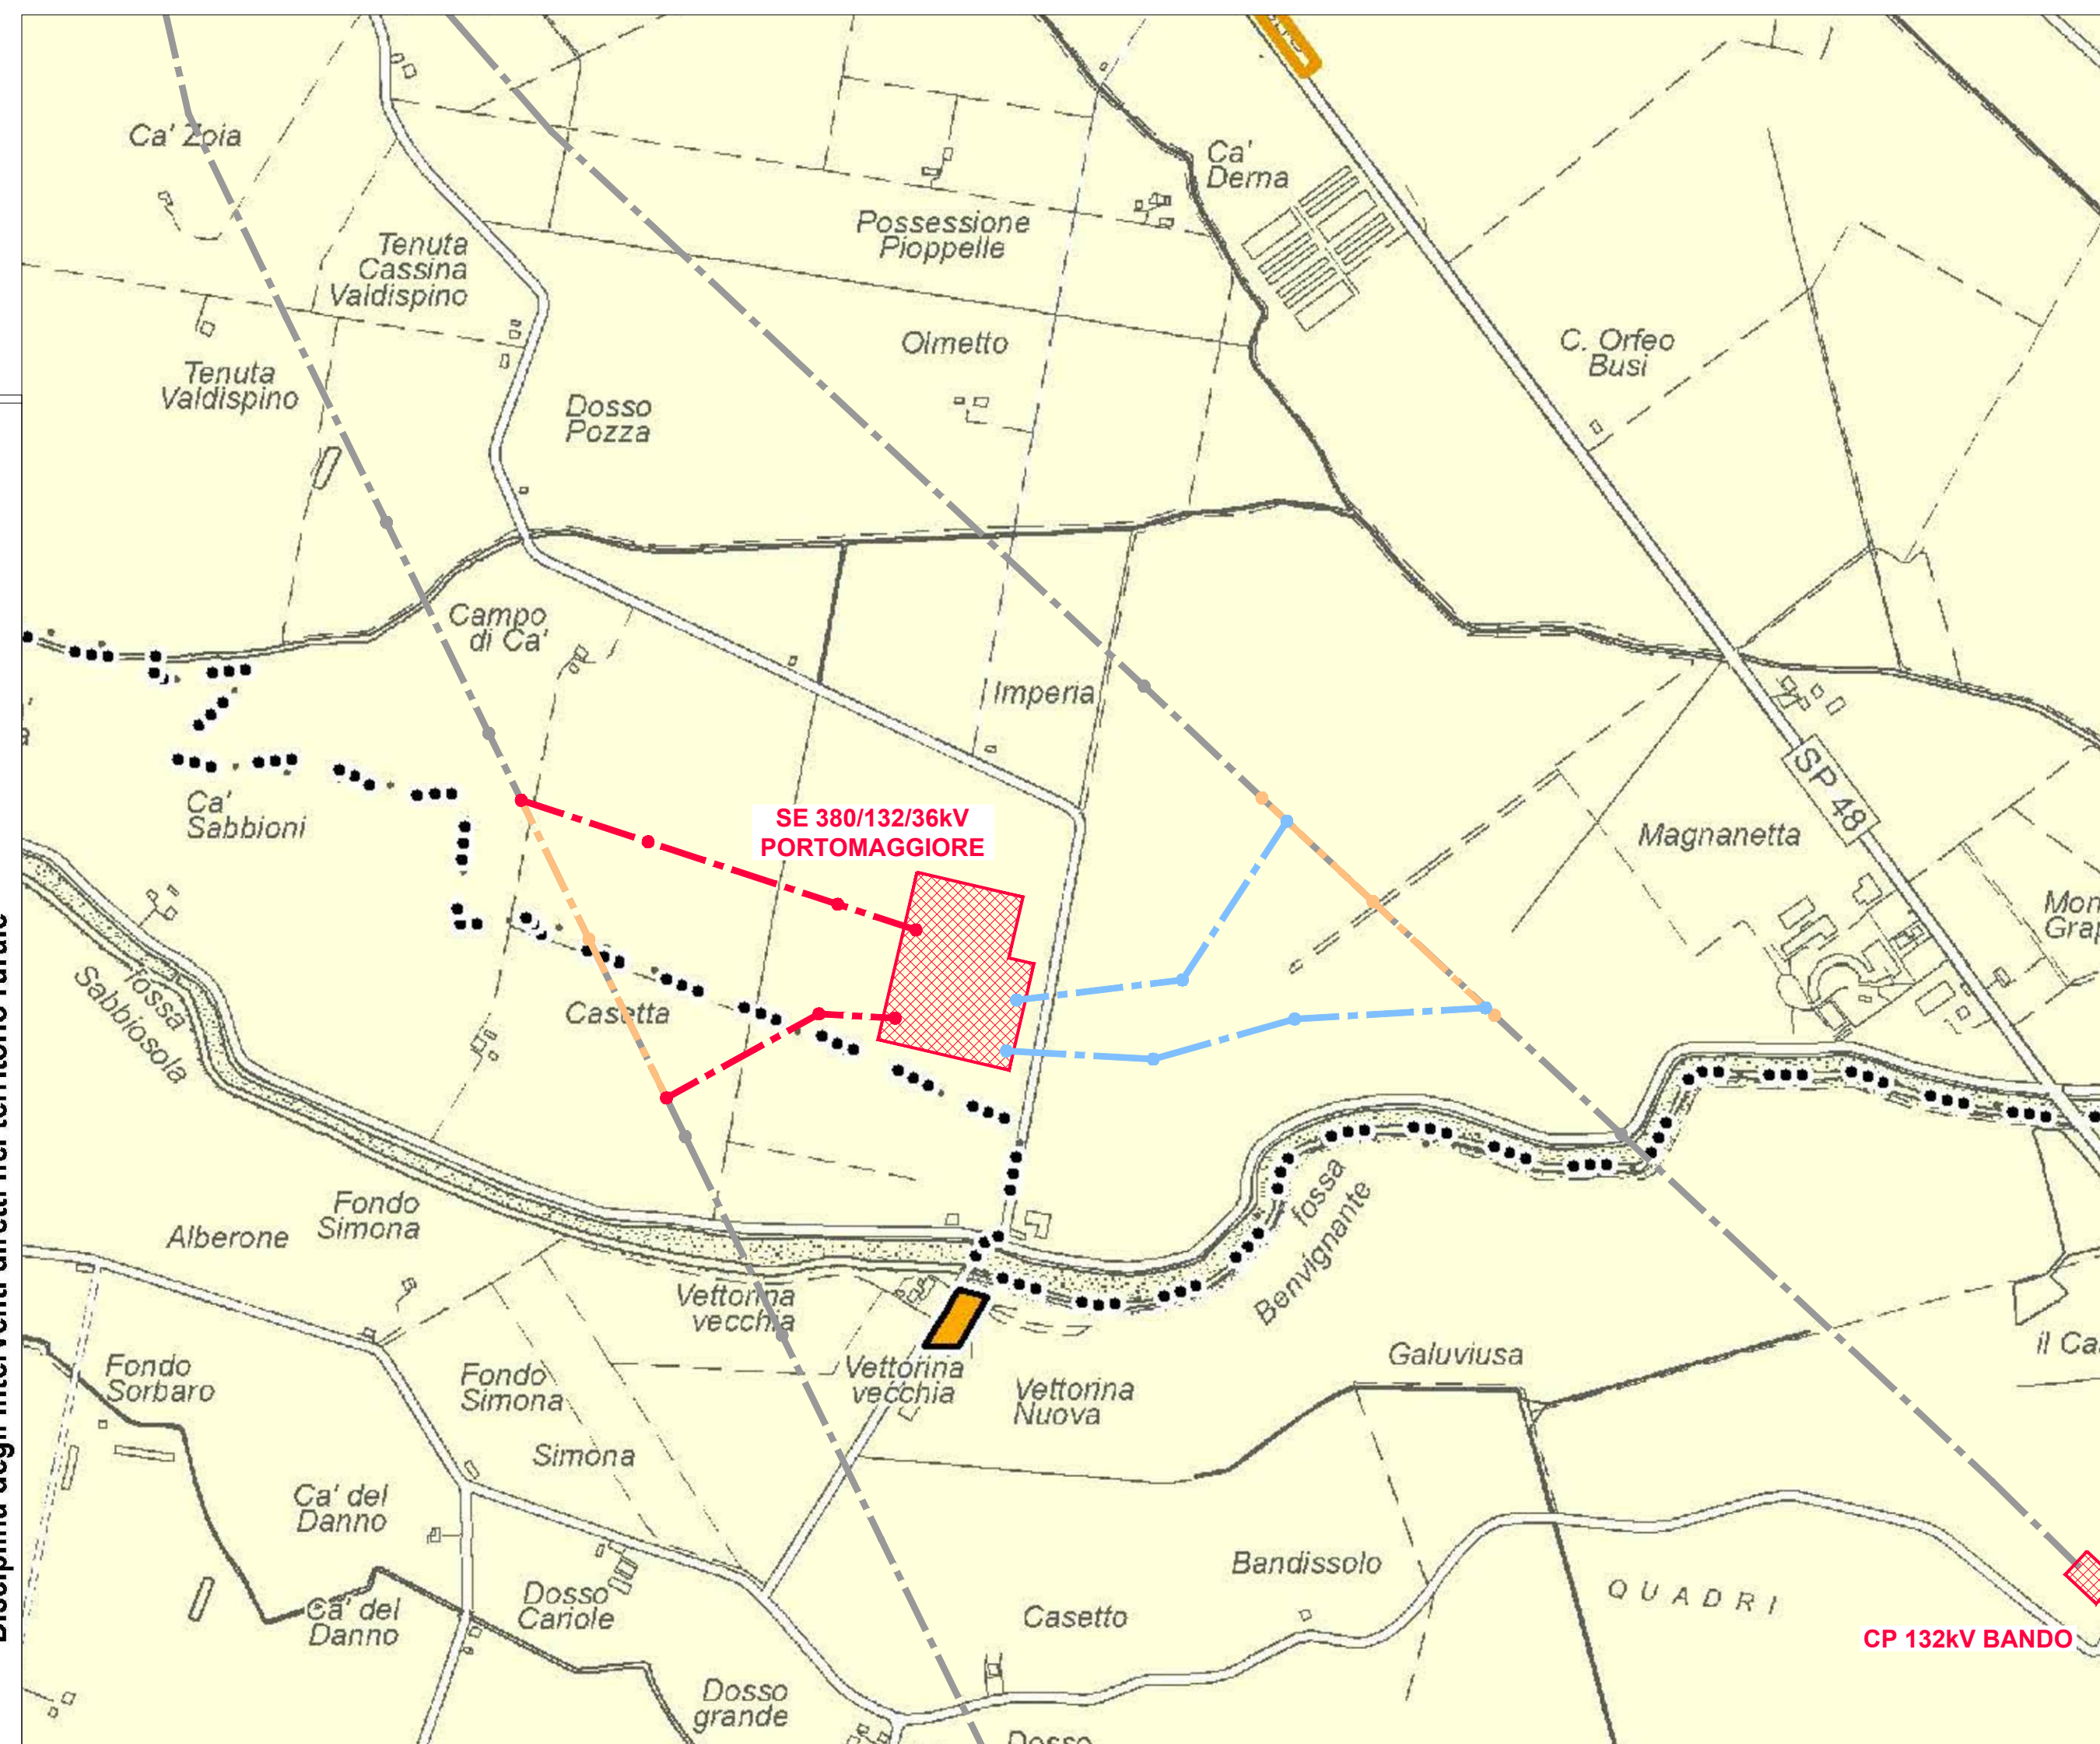 Ca' Zoia
Ca'
Derna
Possessione
Pioppelle
Tenuta
Cassina
Valdispino
Olmetto
C. Orfeo
Busi
Tenuta
Valdispino
Dosso
Pozza
Campo
di Ca'
Imperia
Ca'
Sabbioni
SE 380/132/36kV
PORTOMAGGIORE
SP 48
Magnanetta
fossa
Sabbiosola
Casetta
fossa
Benvignante
Fondo
Simona
Alberone
Vettorina
vecchia
Vettorina
vecchia
Vettorina
Nuova
Galuviusa
il Ca
Fondo
Sorbaro
Fondo
Simona
Simona
Ca' del
Danno
Bandissolo
QUADRI
Dosso
Cariole
Ca' del
Danno
Casetto
CP 132kV BANDO
Dosso
grande
Dosso